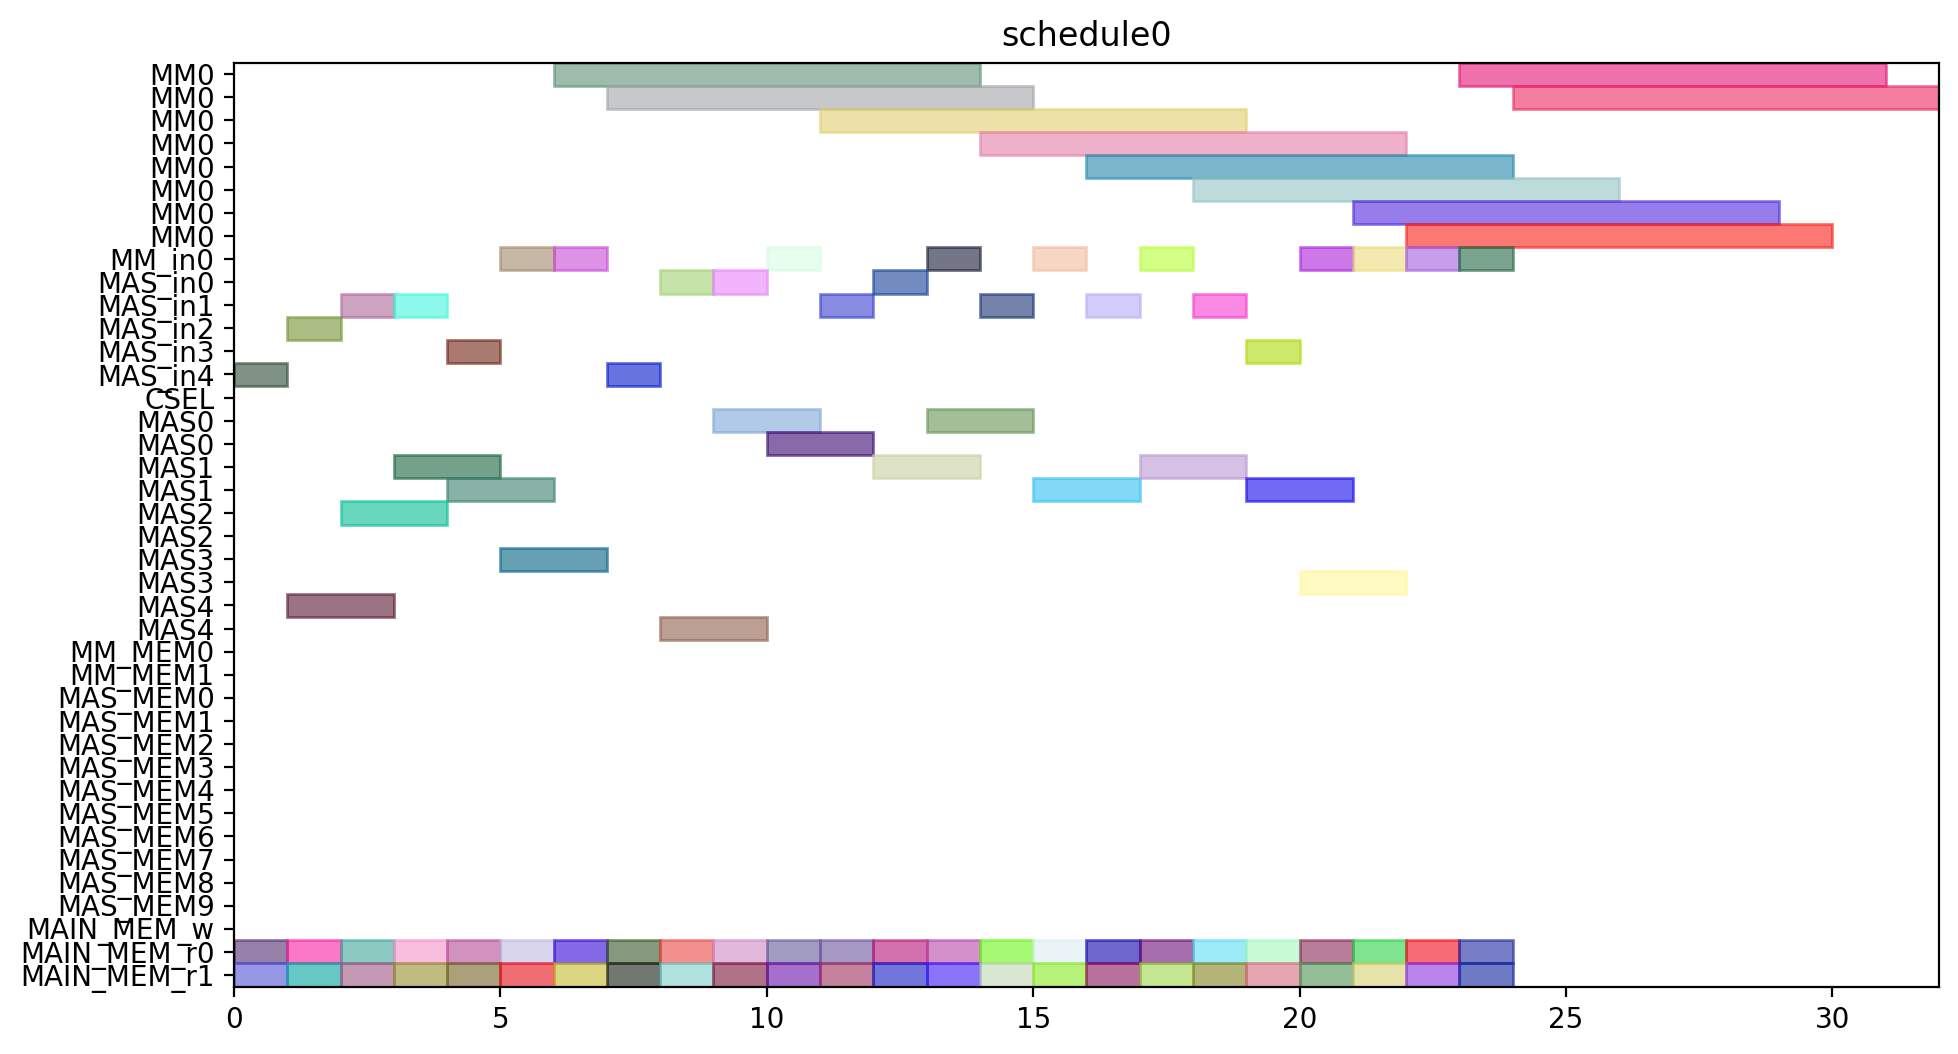 schedule0
MM0
MM0
MM0
MM0
MM0
MM0
MM0
MM0
MM_in0
MAS_in0
MAS_in1
MAS_in2
MAS_in3
MAS_in4
CSEL
MAS0
MAS0
MAS1
MAS1
MAS2
MAS2
MAS3
MAS3
MAS4
MAS4
MM_MEM0
MM_MEM1
MAS_MEM0
MAS_MEM1
MAS_MEM2
MAS_MEM3
MAS_MEM4
MAS_MEM5
MAS_MEM6
MAS_MEM7
MAS_MEM8
MAS_MEM9
MAIN_MEM_w
MAIN_MEM_r0
MAIN_MEM_r1
0 5 10 15 20 25 30